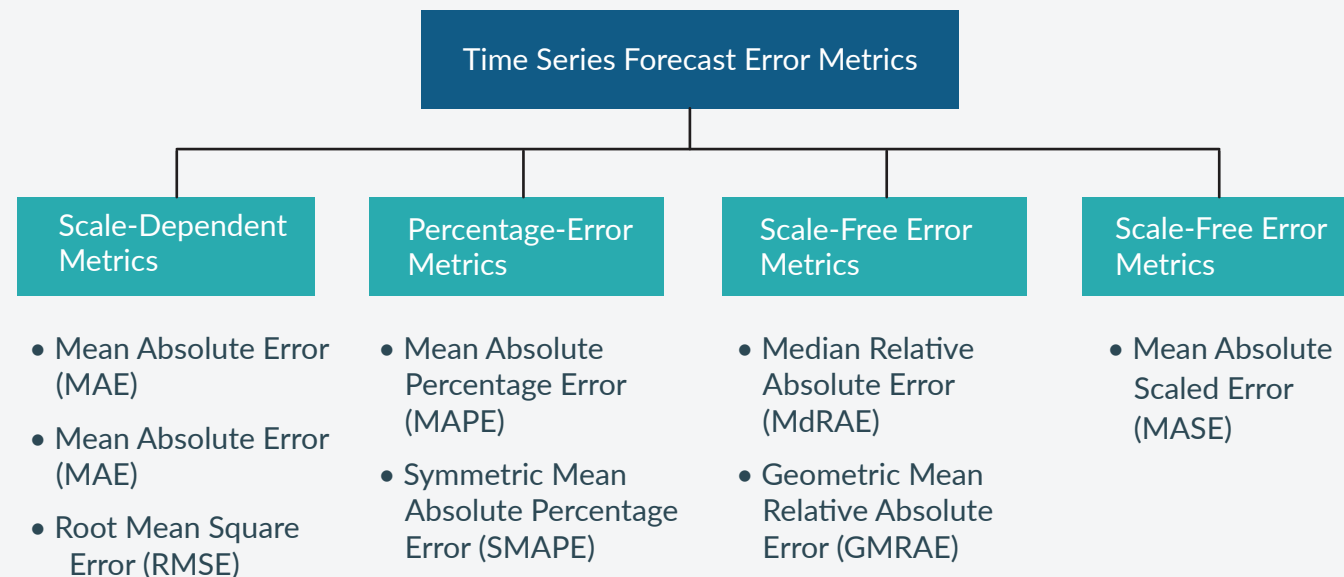 Time Series Forecast Error Metrics
Scale-Dependent
Metrics
• Mean Absolute Error
(MAE)
• Mean Absolute Error
(MAE)
• Root Mean Square
Error (RMSE)
Percentage-Error
Metrics
• Mean Absolute
Percentage Error
(MAPE)
• Symmetric Mean
Absolute Percentage
Error (SMAPE)
Scale-Free Error
Metrics
• Median Relative
Absolute Error
(MdRAE)
• Geometric Mean
Relative Absolute
Error (GMRAE)
Scale-Free Error
Metrics
• Mean Absolute
Scaled Error
(MASE)